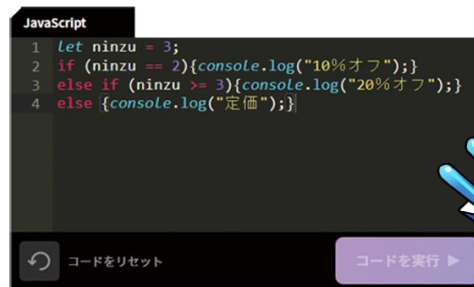 JavaScript
1 let ninzu = 3;
2 if (ninzu == 2){console.log("10%オフ");}
3 else if (ninzu >= 3){console.log("20%オフ");}
4 else {console.log("定価");}
コードをリセット
コードを実行 ▶